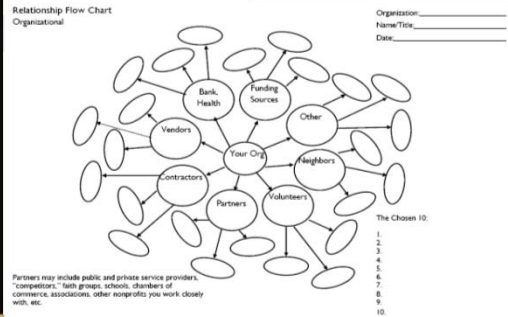 Relationship Flow Chart
Organizational
Organization:
Name/Title:
Date:
Bank,
Health
Funding
Sources
Other
Vendors
Your Org
Neighbors
Contractors
Partners
Volunteers
The Chosen 10:
1.
2.
3.
4.
5.
6.
7.
8.
9.
10.
Partners may include public and private service providers,
"competitors," faith groups, schools, chambers of
commerce, associations, other nonprofits you work closely
with, etc.